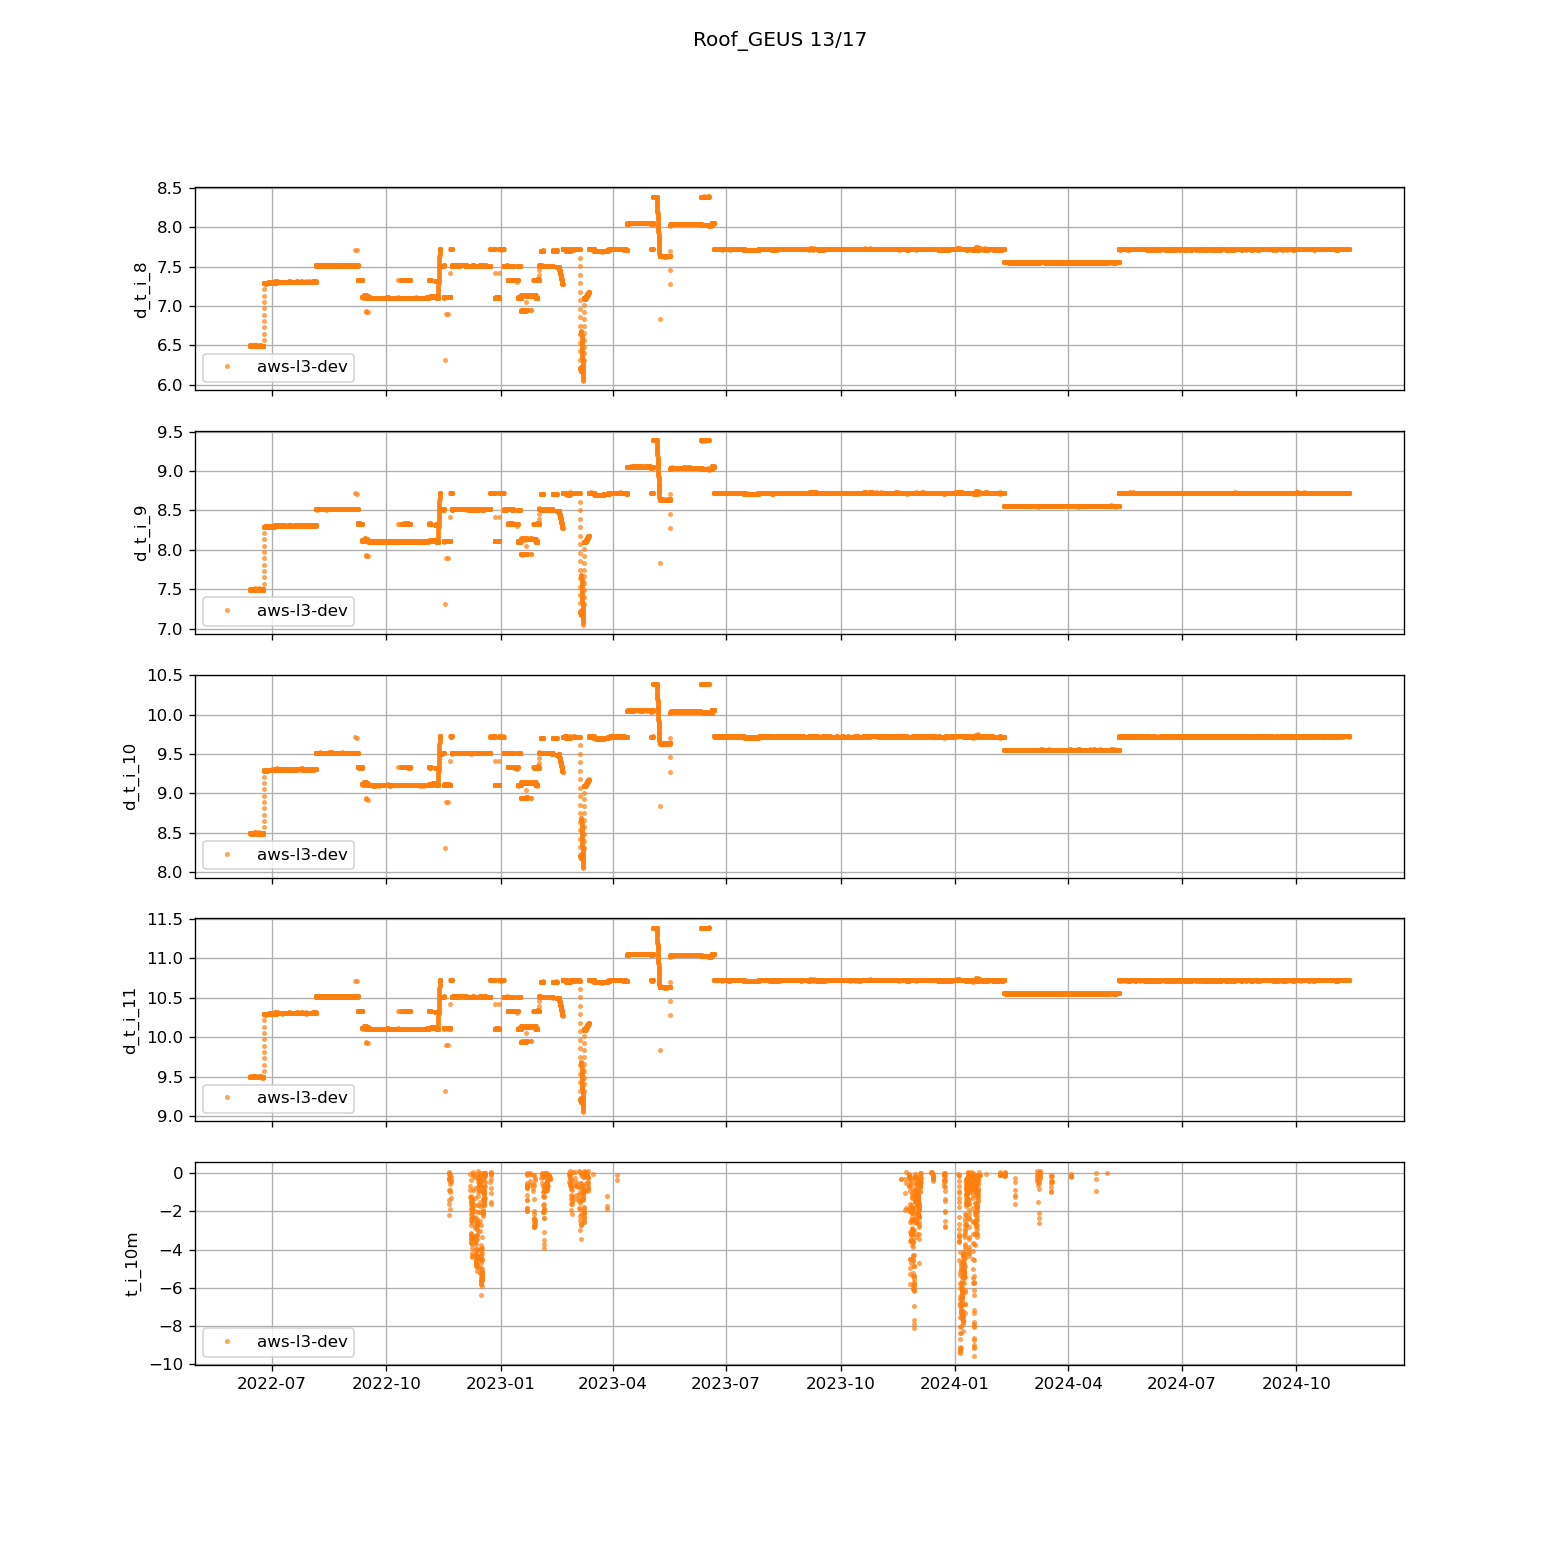 Roof_GEUS 13/17
8.5
8.0
7.5
7.0
6.5
6.0
d_t_i_8
aws-l3-dev
9.5
9.0
8.5
8.0
7.5
7.0
d_t_i_9
aws-l3-dev
10.5
10.0
9.5
9.0
8.5
8.0
d_t_i_10
aws-l3-dev
11.5
11.0
10.5
10.0
9.5
9.0
d_t_i_11
aws-l3-dev
0
−2
−4
−6
−8
−10
t_i_10m
aws-l3-dev
2022-07 2022-10 2023-01 2023-04 2023-07 2023-10 2024-01 2024-04 2024-07 2024-10